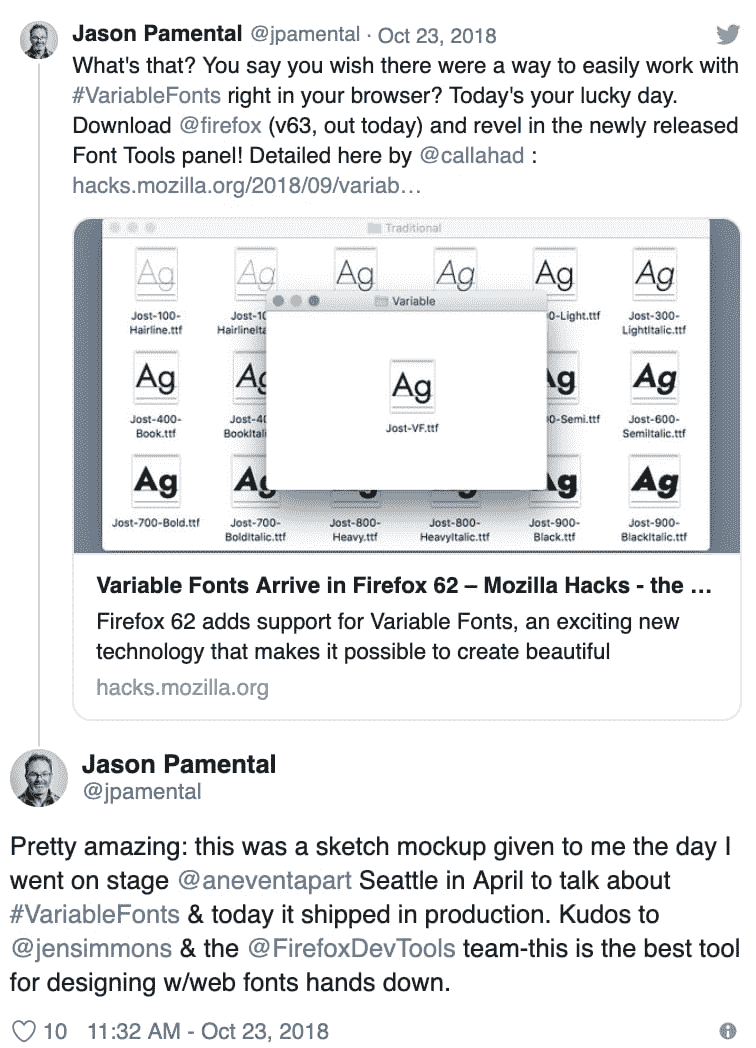 Jason Pamental @jpamental · Oct 23, 2018
What's that? You say you wish there were a way to easily work with
#VariableFonts right in your browser? Today's your lucky day.
Download @firefox (v63, out today) and revel in the newly released
Font Tools panel! Detailed here by @callahad :
hacks.mozilla.org/2018/09/variab…
Traditional
Ag Ag Ag Ag Ag Ag
Variable
Jost-100- Jost-10 0-Light.ttf Jost-300-
Hairline.ttf HairlineIta LightItalic.ttf
Ag Ag Ag Ag Ag
Jost-VF.ttf
Jost-400- Jost-40 0-Semi.ttf Jost-600-
Book.ttf BookItali SemiItalic.ttf
Ag Ag Ag Ag
Jost-700-Bold.ttf Jost-700- Jost-800- Jost-800- Jost-900- Jost-900-
BoldItalic.ttf Heavy.ttf HeavyItalic.ttf Black.ttf BlackItalic.ttf
Variable Fonts Arrive in Firefox 62 – Mozilla Hacks - the ...
Firefox 62 adds support for Variable Fonts, an exciting new
technology that makes it possible to create beautiful
hacks.mozilla.org
Jason Pamental
@jpamental
Pretty amazing: this was a sketch mockup given to me the day I
went on stage @aneventapart Seattle in April to talk about
#VariableFonts & today it shipped in production. Kudos to
@jensimmons & the @FirefoxDevTools team-this is the best tool
for designing w/web fonts hands down.
10 11:32 AM - Oct 23, 2018